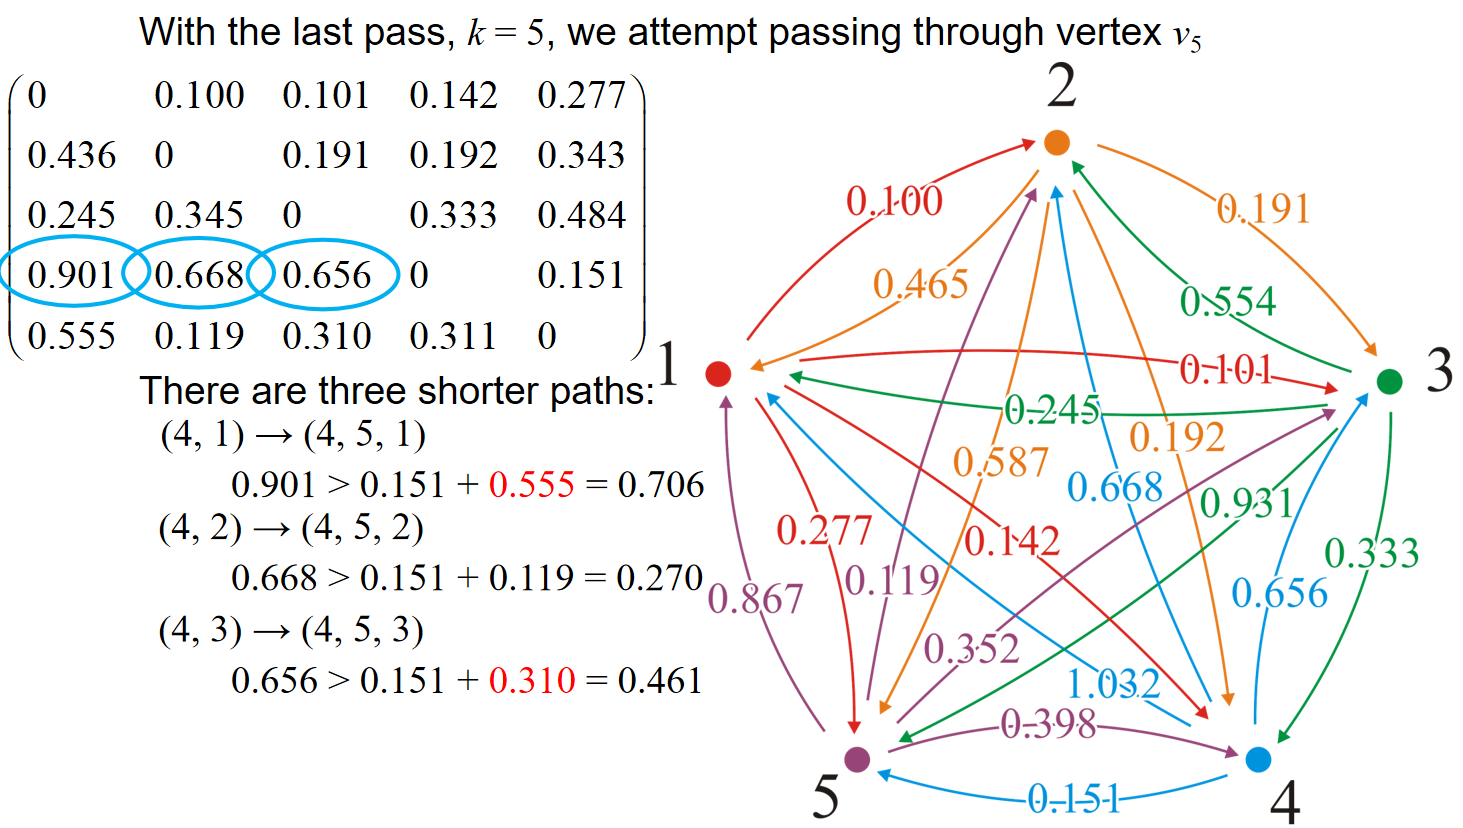 With the last pass, k = 5, we attempt passing through vertex v5
0 0.100 0.101 0.142 0.277
0.436 0 0.191 0.192 0.343
0.245 0.345 0 0.333 0.484
0.901 0.668 0.656 0 0.151
0.555 0.119 0.310 0.311 0
There are three shorter paths:
(4, 1) → (4, 5, 1)
0.901 > 0.151 + 0.555 = 0.706
(4, 2) → (4, 5, 2)
0.668 > 0.151 + 0.119 = 0.270
(4, 3) → (4, 5, 3)
0.656 > 0.151 + 0.310 = 0.461
2
0.100
0.191
0.465
0.554
1
0.101
3
0.245
0.192
0.587
0.668
0.931
0.277
0.142
0.333
0.119
0.867
0.656
0.352
1.032
0.398
5
0.151
4